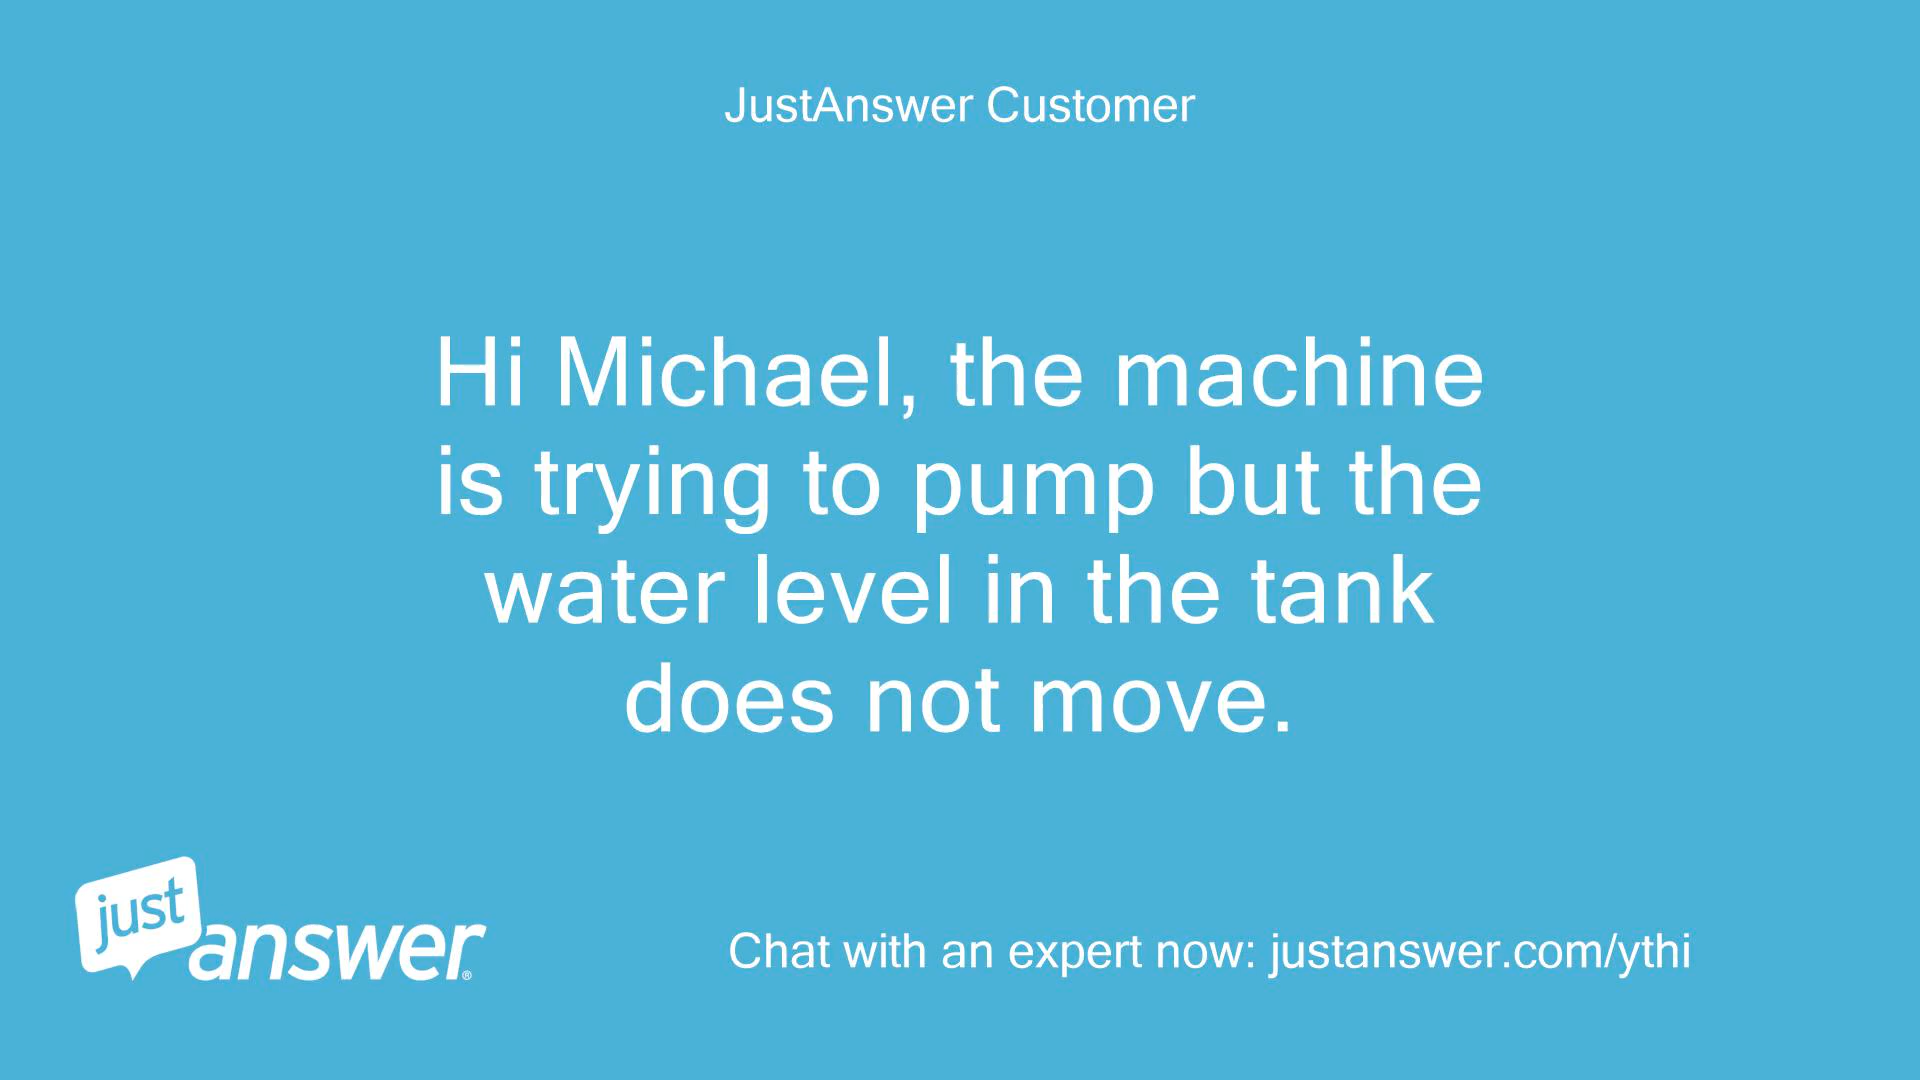 JustAnswer Customer
Hi Michael, the machine
is trying to pump but the
water level in the tank
does not move.
just
answer®
Chat with an expert now: justanswer.com/ythi